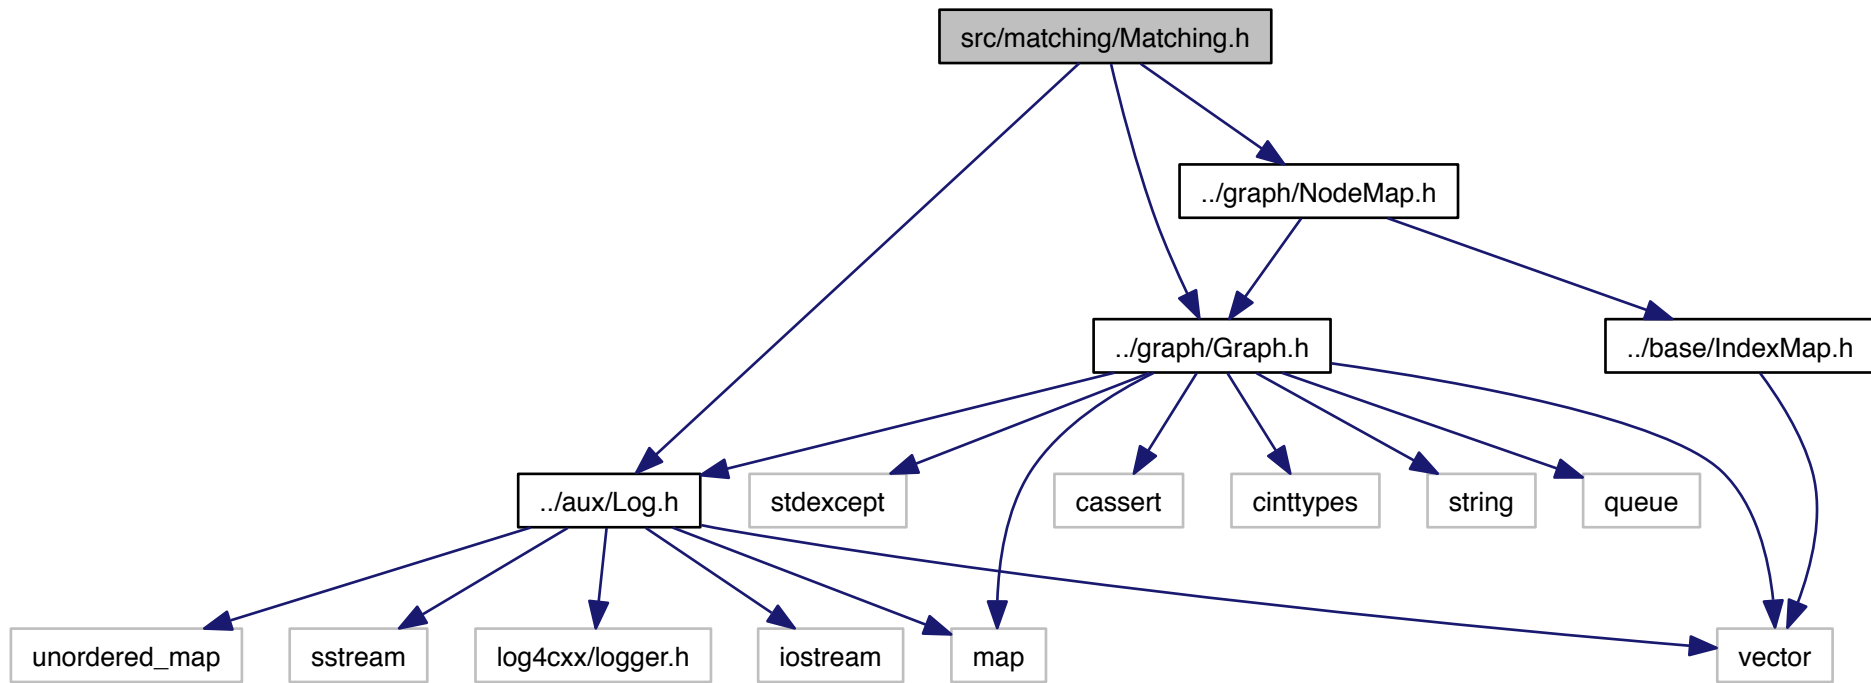 src/matching/Matching.h
../graph/NodeMap.h
../graph/Graph.h
../base/IndexMap.h
../aux/Log.h
stdexcept
cassert
cinttypes
string
queue
unordered_map
sstream
log4cxx/logger.h
iostream
map
vector